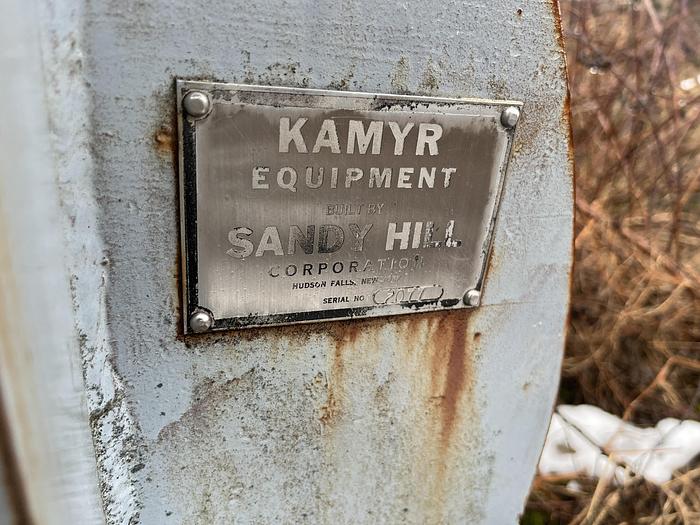 KAMYR
EQUIPMENT
BUILT BY
SANDY HILL
CORPORATION
HUDSON FALLS, NEW
SERIAL NO